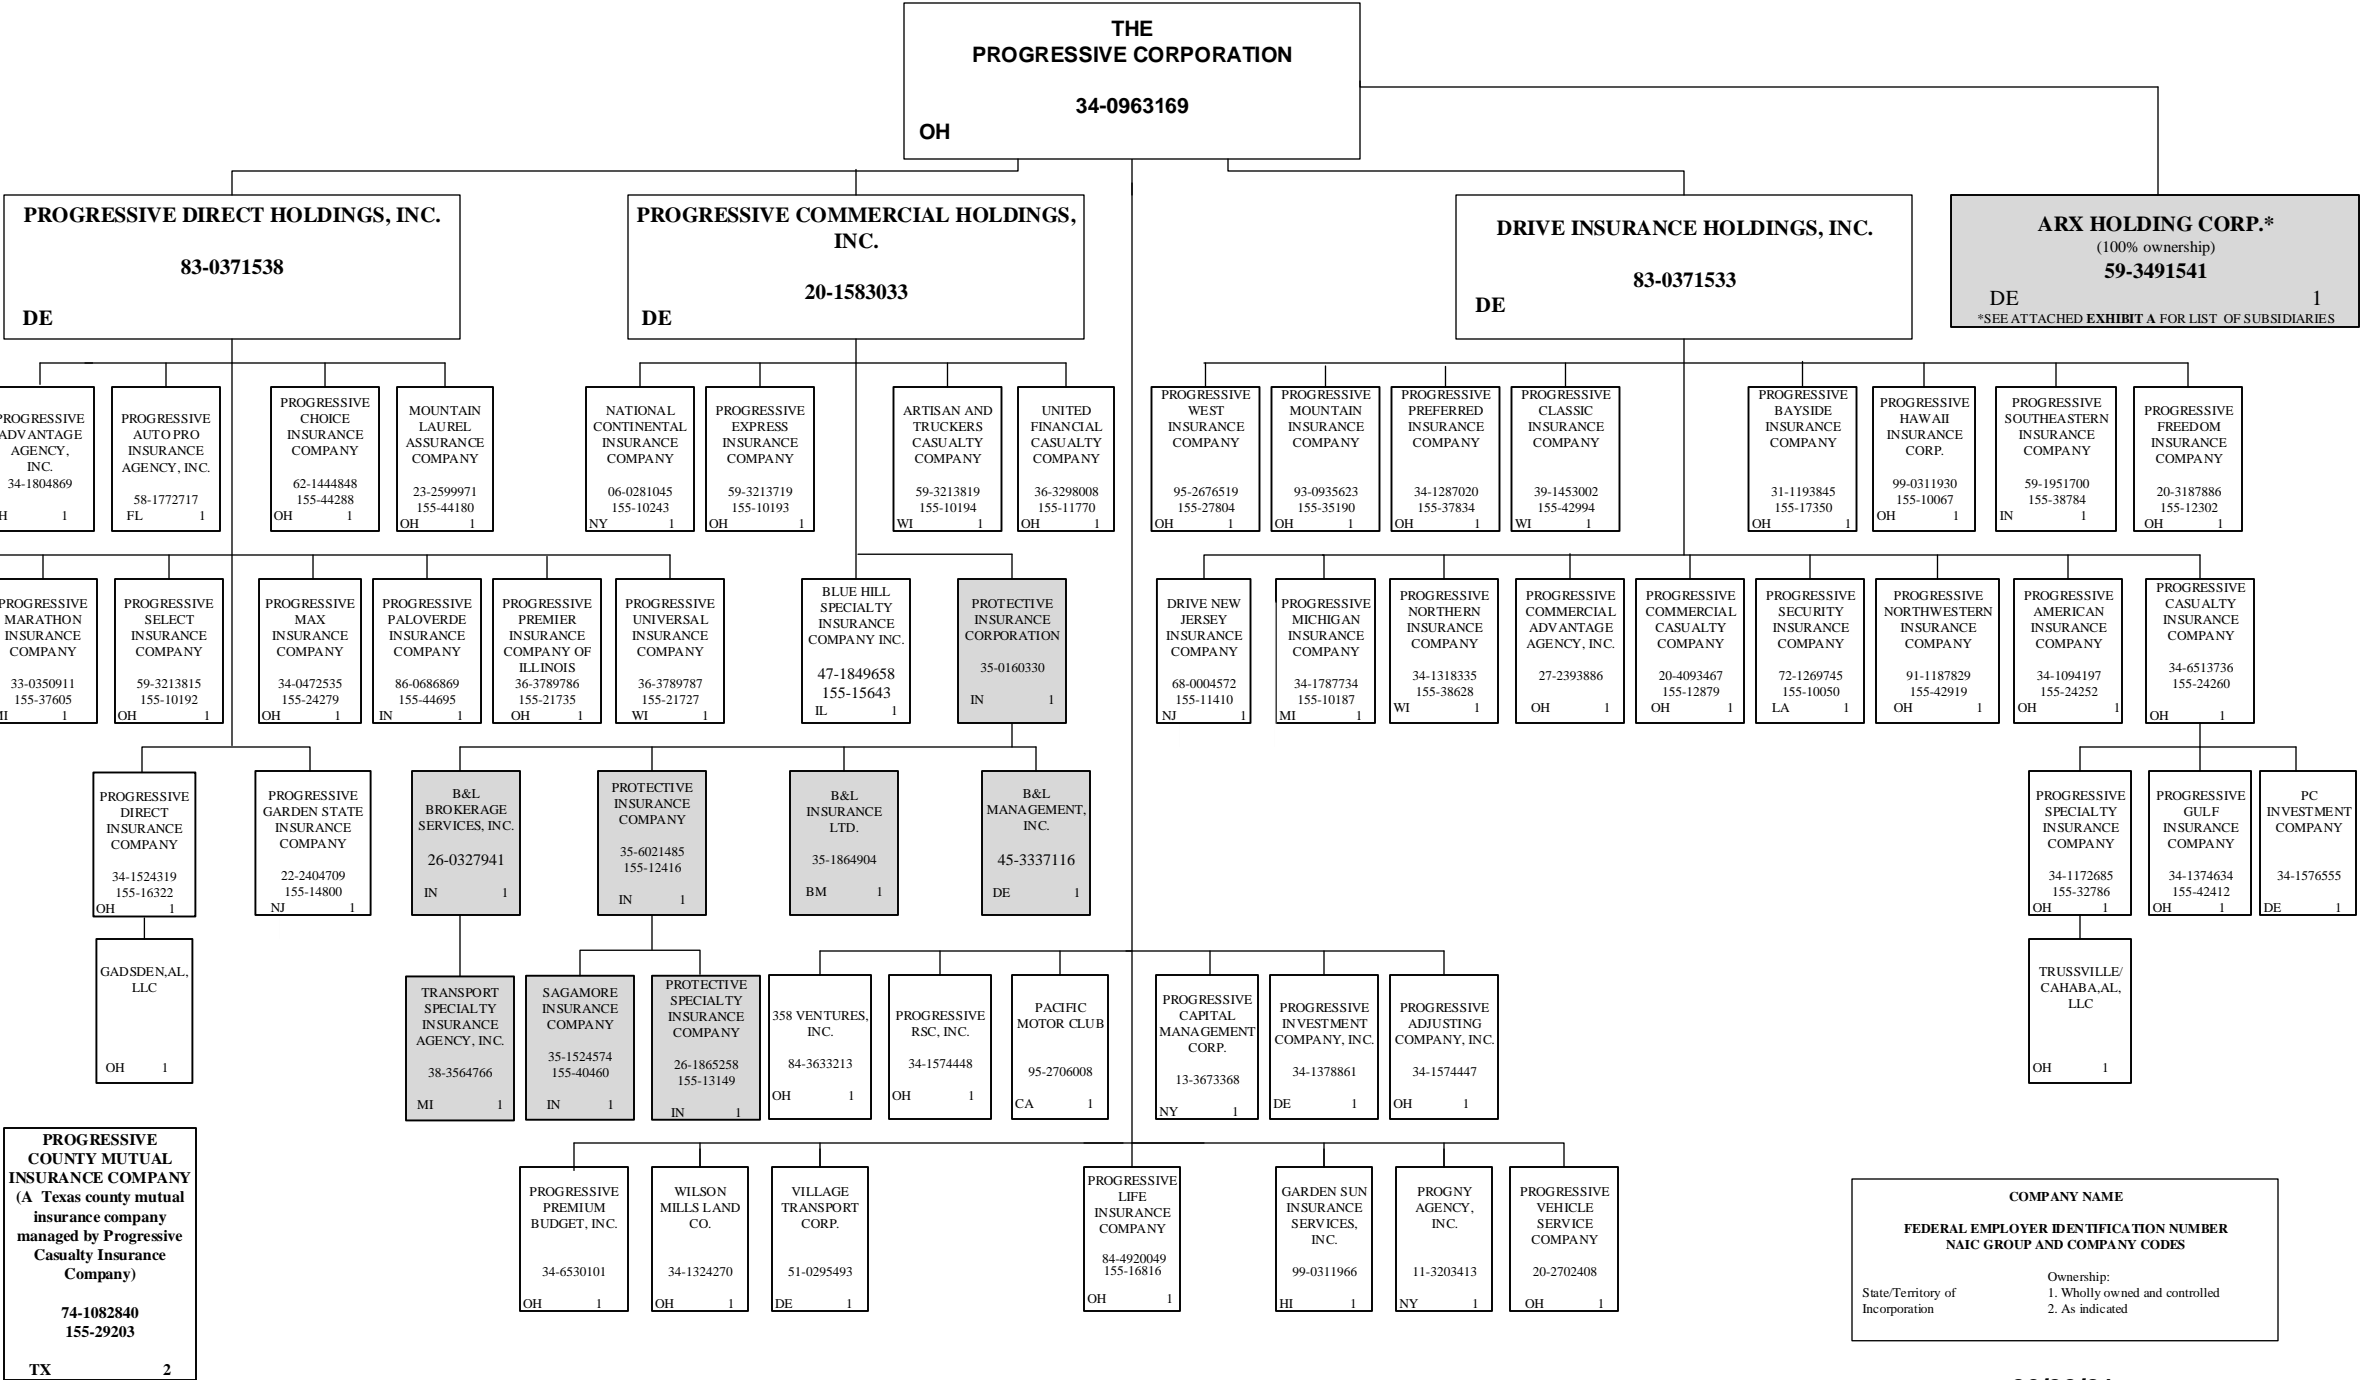 THE
PROGRESSIVE CORPORATION
34-0963169
OH
PROGRESSIVE DIRECT HOLDINGS, INC.
83-0371538
DE
PROGRESSIVE COMMERCIAL HOLDINGS,
INC.
20-1583033
DE
DRIVE INSURANCE HOLDINGS, INC.
83-0371533
DE
ARX HOLDING CORP.*
(100% ownership)
59-3491541
DE 1
*SEE ATTACHED EXHIBIT A FOR LIST OF SUBSIDIARIES
PROGRESSIVE
ADVANTAGE
AGENCY,
INC.
34-1804869
H 1
PROGRESSIVE
AUTO PRO
INSURANCE
AGENCY, INC.
58-1772717
FL 1
PROGRESSIVE
CHOICE
INSURANCE
COMPANY
62-1444848
155-44288
OH 1
MOUNTAIN
LAUREL
ASSURANCE
COMPANY
23-2599971
155-44180
OH 1
NATIONAL
CONTINENTAL
INSURANCE
COMPANY
06-0281045
155-10243
NY 1
PROGRESSIVE
EXPRESS
INSURANCE
COMPANY
59-3213719
155-10193
OH 1
ARTISAN AND
TRUCKERS
CASUALTY
COMPANY
59-3213819
155-10194
WI 1
UNITED
FINANCIAL
CASUALTY
COMPANY
36-3298008
155-11770
OH 1
PROGRESSIVE
WEST
INSURANCE
COMPANY
95-2676519
155-27804
OH 1
PROGRESSIVE
MOUNTAIN
INSURANCE
COMPANY
93-0935623
155-35190
OH 1
PROGRESSIVE
PREFERRED
INSURANCE
COMPANY
34-1287020
155-37834
OH 1
PROGRESSIVE
CLASSIC
INSURANCE
COMPANY
39-1453002
155-42994
WI 1
PROGRESSIVE
BAYSIDE
INSURANCE
COMPANY
31-1193845
155-17350
OH 1
PROGRESSIVE
HAWAII
INSURANCE
CORP.
99-0311930
155-10067
OH 1
PROGRESSIVE
SOUTHEASTERN
INSURANCE
COMPANY
59-1951700
155-38784
IN 1
PROGRESSIVE
FREEDOM
INSURANCE
COMPANY
20-3187886
155-12302
OH 1
PROGRESSIVE
MARATHON
INSURANCE
COMPANY
33-0350911
155-37605
MI 1
PROGRESSIVE
SELECT
INSURANCE
COMPANY
59-3213815
155-10192
OH 1
PROGRESSIVE
MAX
INSURANCE
COMPANY
34-0472535
155-24279
OH 1
PROGRESSIVE
PALOVERDE
INSURANCE
COMPANY
86-0686869
155-44695
IN 1
PROGRESSIVE
PREMIER
INSURANCE
COMPANY OF
ILLINOIS
36-3789786
155-21735
OH 1
PROGRESSIVE
UNIVERSAL
INSURANCE
COMPANY
36-3789787
155-21727
WI 1
BLUE HILL
SPECIALTY
INSURANCE
COMPANY INC.
47-1849658
155-15643
IL 1
PROTECTIVE
INSURANCE
CORPORATION
35-0160330
IN 1
DRIVE NEW
JERSEY
INSURANCE
COMPANY
68-0004572
155-11410
NJ 1
PROGRESSIVE
MICHIGAN
INSURANCE
COMPANY
34-1787734
155-10187
MI 1
PROGRESSIVE
NORTHERN
INSURANCE
COMPANY
34-1318335
155-38628
WI 1
PROGRESSIVE
COMMERCIAL
ADVANTAGE
AGENCY, INC.
27-2393886
OH 1
PROGRESSIVE
COMMERCIAL
CASUALTY
COMPANY
20-4093467
155-12879
OH 1
PROGRESSIVE
SECURITY
INSURANCE
COMPANY
72-1269745
155-10050
LA 1
PROGRESSIVE
NORTHWESTERN
INSURANCE
COMPANY
91-1187829
155-42919
OH 1
PROGRESSIVE
AMERICAN
INSURANCE
COMPANY
34-1094197
155-24252
OH 1
PROGRESSIVE
CASUALTY
INSURANCE
COMPANY
34-6513736
155-24260
OH 1
PROGRESSIVE
DIRECT
INSURANCE
COMPANY
34-1524319
155-16322
OH 1
PROGRESSIVE
GARDEN STATE
INSURANCE
COMPANY
22-2404709
155-14800
NJ 1
B&L
BROKERAGE
SERVICES, INC.
26-0327941
IN 1
PROTECTIVE
INSURANCE
COMPANY
35-6021485
155-12416
IN 1
B&L
INSURANCE
LTD.
35-1864904
BM 1
B&L
MANAGEMENT,
INC.
45-3337116
DE 1
PROGRESSIVE
SPECIALTY
INSURANCE
COMPANY
34-1172685
155-32786
OH 1
PROGRESSIVE
GULF
INSURANCE
COMPANY
34-1374634
155-42412
OH 1
PC
INVESTMENT
COMPANY
34-1576555
DE 1
GADSDEN,AL,
LLC
OH 1
TRANSPORT
SPECIALTY
INSURANCE
AGENCY, INC.
38-3564766
MI 1
SAGAMORE
INSURANCE
COMPANY
35-1524574
155-40460
IN 1
PROTECTIVE
SPECIALTY
INSURANCE
COMPANY
26-1865258
155-13149
IN 1
358 VENTURES,
INC.
84-3633213
OH 1
PROGRESSIVE
RSC, INC.
34-1574448
OH 1
PACIFIC
MOTOR CLUB
95-2706008
CA 1
PROGRESSIVE
CAPITAL
MANAGEMENT
CORP.
13-3673368
NY 1
PROGRESSIVE
INVESTMENT
COMPANY, INC.
34-1378861
DE 1
PROGRESSIVE
ADJUSTING
COMPANY, INC.
34-1574447
OH 1
TRUSSVILLE/
CAHABA,AL,
LLC
OH 1
PROGRESSIVE
COUNTY MUTUAL
INSURANCE COMPANY
(A Texas county mutual
insurance company
managed by Progressive
Casualty Insurance
Company)
74-1082840
155-29203
TX 2
PROGRESSIVE
PREMIUM
BUDGET, INC.
34-6530101
OH 1
WILSON
MILLS LAND
CO.
34-1324270
OH 1
VILLAGE
TRANSPORT
CORP.
51-0295493
DE 1
PROGRESSIVE
LIFE
INSURANCE
COMPANY
84-4920049
155-16816
OH 1
GARDEN SUN
INSURANCE
SERVICES,
INC.
99-0311966
HI 1
PROGNY
AGENCY,
INC.
11-3203413
NY 1
PROGRESSIVE
VEHICLE
SERVICE
COMPANY
20-2702408
OH 1
COMPANY NAME
FEDERAL EMPLOYER IDENTIFICATION NUMBER
NAIC GROUP AND COMPANY CODES
State/Territory of
Incorporation
Ownership:
1. Wholly owned and controlled
2. As indicated